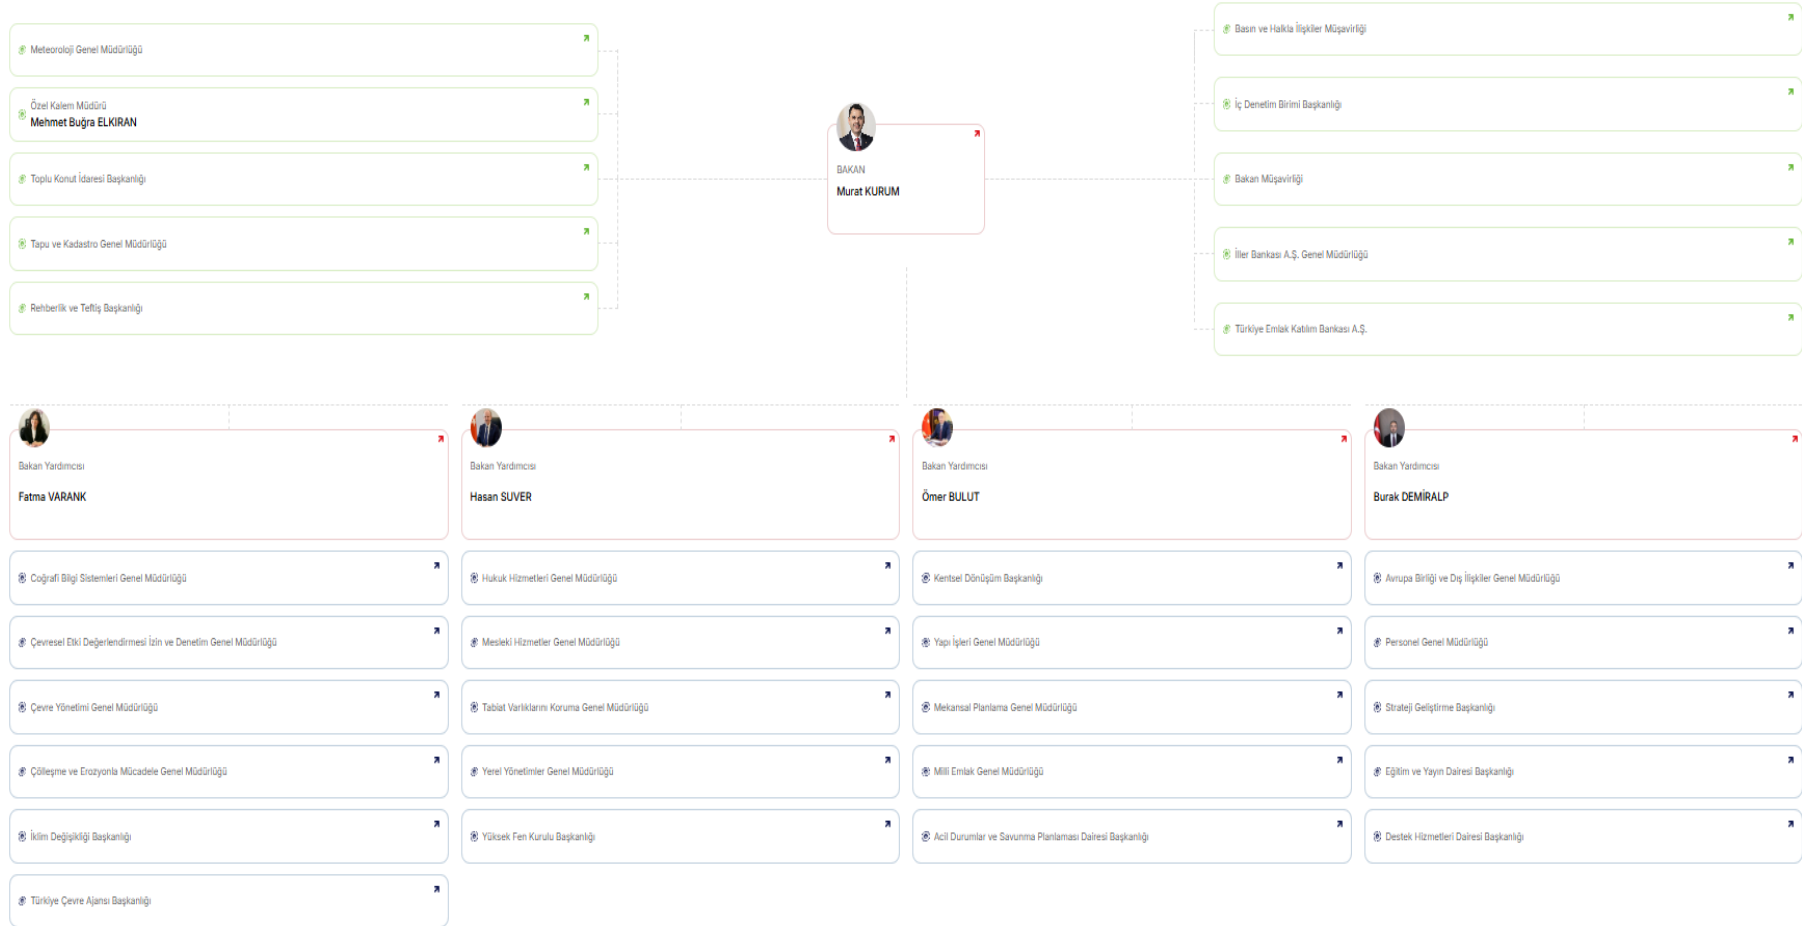 Meteoroloji Genel Müdürlüğü
Özel Kalem Müdürü
Mehmet Buğra ELKIRAN
Toplu Konut İdaresi Başkanlığı
Tapu ve Kadastro Genel Müdürlüğü
Rehberlik ve Teftiş Başkanlığı
BAKAN
Murat KURUM
Basın ve Halkla İlişkiler Müşavirliği
İç Denetim Birimi Başkanlığı
Bakan Müşavirliği
İller Bankası A.Ş. Genel Müdürlüğü
Türkiye Emlak Katılım Bankası A.Ş.
Bakan Yardımcısı
Fatma VARANK
Coğrafi Bilgi Sistemleri Genel Müdürlüğü
Çevresel Etki Değerlendirmesi İzin ve Denetim Genel Müdürlüğü
Çevre Yönetimi Genel Müdürlüğü
Çölleşme ve Erozyonla Mücadele Genel Müdürlüğü
İklim Değişikliği Başkanlığı
Türkiye Çevre Ajansı Başkanlığı
Bakan Yardımcısı
Hasan SUVER
Hukuk Hizmetleri Genel Müdürlüğü
Mesleki Hizmetler Genel Müdürlüğü
Tabiat Varlıklarını Koruma Genel Müdürlüğü
Yerel Yönetimler Genel Müdürlüğü
Yüksek Fen Kurulu Başkanlığı
Bakan Yardımcısı
Ömer BULUT
Kentsel Dönüşüm Başkanlığı
Yapı İşleri Genel Müdürlüğü
Mekansal Planlama Genel Müdürlüğü
Milli Emlak Genel Müdürlüğü
Acil Durumlar ve Savunma Planlaması Dairesi Başkanlığı
Bakan Yardımcısı
Burak DEMİRALP
Avrupa Birliği ve Dış İlişkiler Genel Müdürlüğü
Personel Genel Müdürlüğü
Strateji Geliştirme Başkanlığı
Eğitim ve Yayın Dairesi Başkanlığı
Destek Hizmetleri Dairesi Başkanlığı